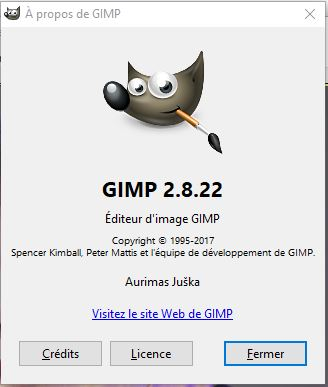 À propos de GIMP
GIMP 2.8.22
Éditeur d'image GIMP
Copyright © 1995-2017
Spencer Kimball, Peter Mattis et l'équipe de développement de GIMP.
Aurimas Juška
Visitez le site Web de GIMP
Crédits
Licence
Fermer